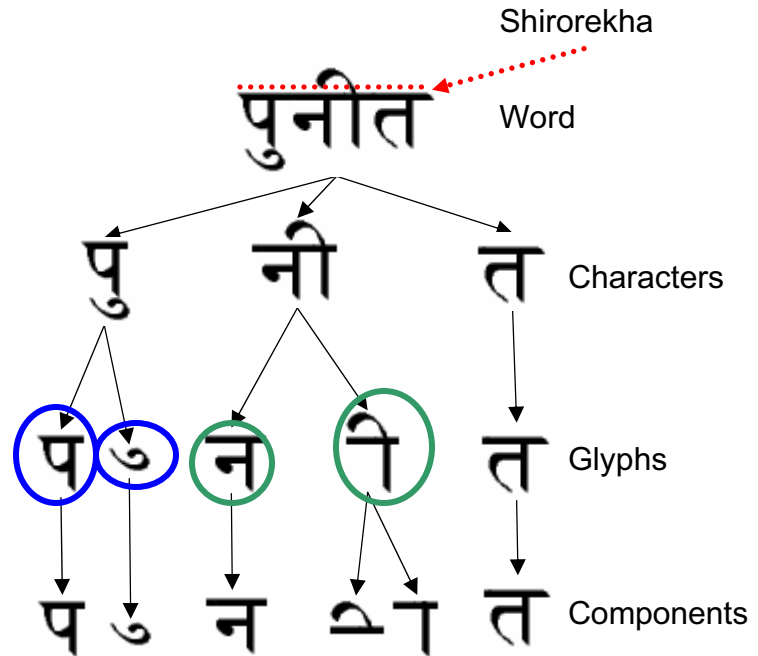 Shirorekha
पुनीत Word
पु नी त Characters
प ु न ी त Glyphs
प ु न ी ा त Components